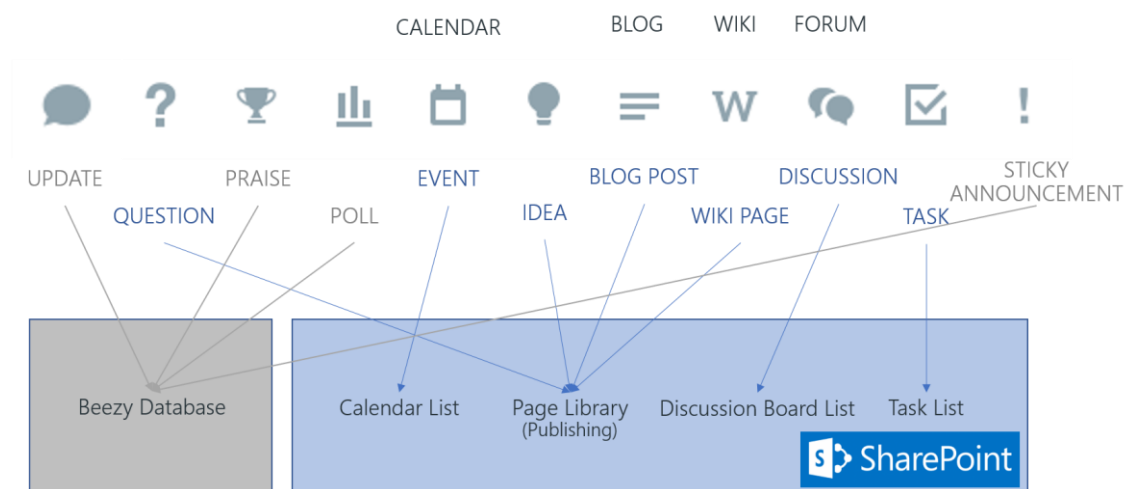 CALENDAR BLOG WIKI FORUM
UPDATE PRAISE EVENT BLOG POST DISCUSSION STICKY
ANNOUNCEMENT
QUESTION POLL IDEA WIKI PAGE TASK
Beezy Database Calendar List Page Library Discussion Board List Task List
(Publishing)
SharePoint